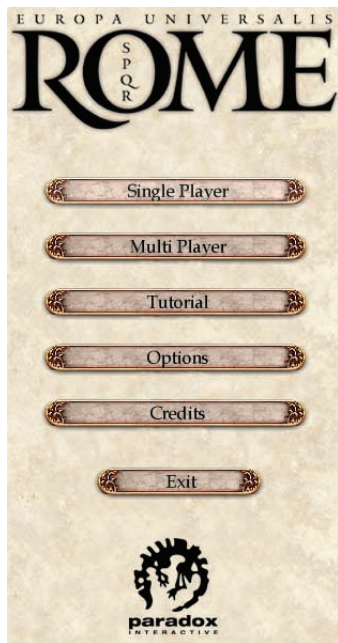 EUROPA UNIVERSALIS
ROME
SPQR
Single Player
Multi Player
Tutorial
Options
Credits
Exit
paradox
INTERACTIVE